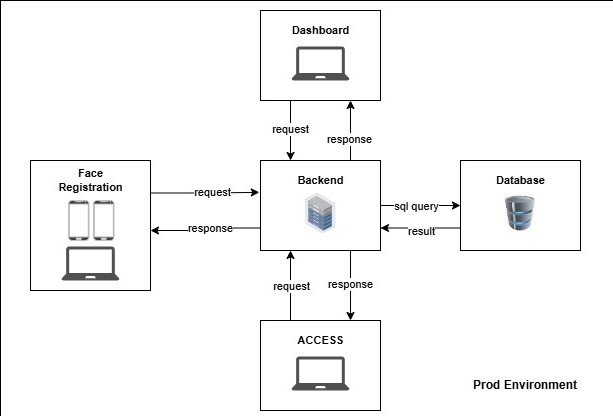 Dashboard
request
response
Face
Registration
request
response
Backend
sql query
result
Database
request
response
ACCESS
Prod Environment